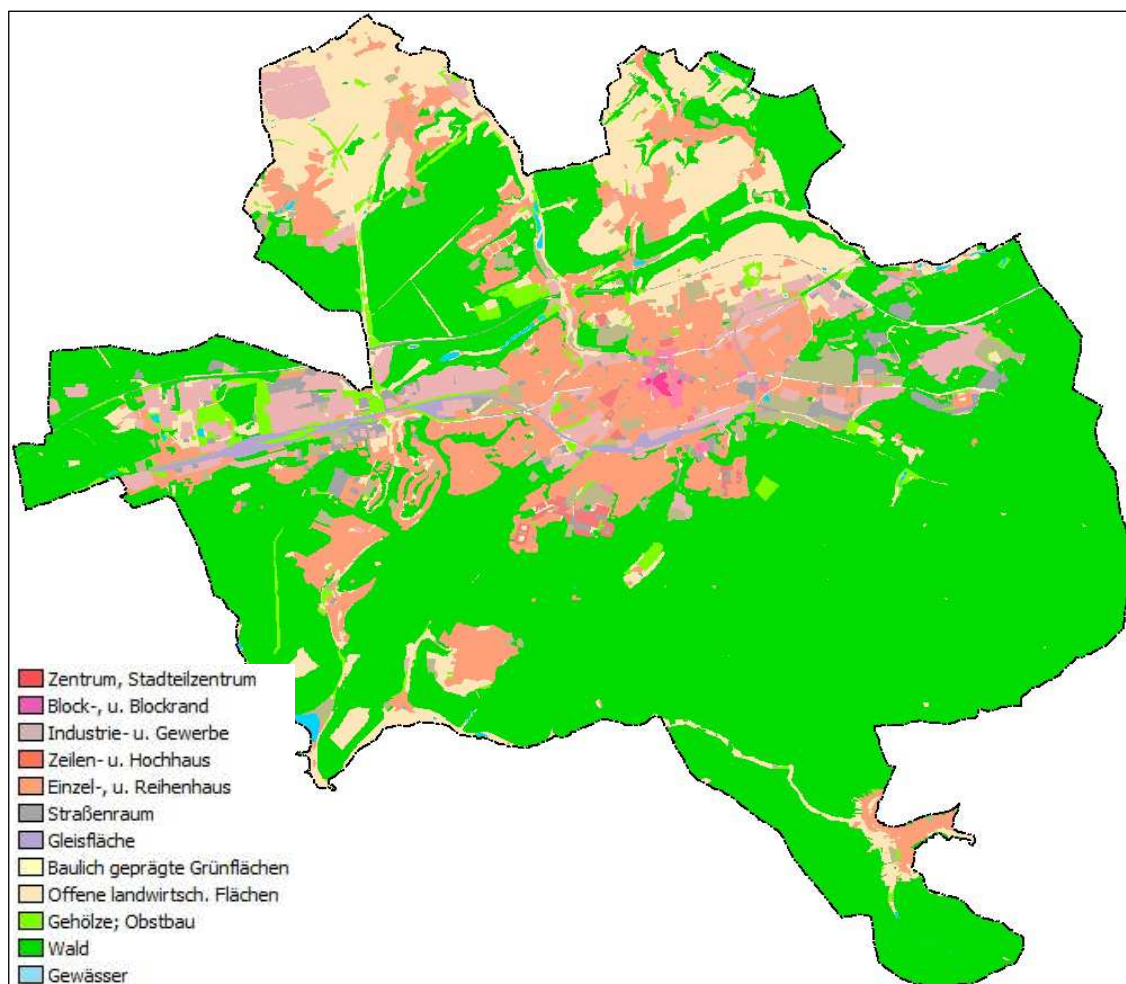 Zentrum, Stadteilzentrum
Block-, u. Blockrand
Industrie- u. Gewerbe
Zeilen- u. Hochhaus
Einzel-, u. Reihenhaus
Straßenraum
Gleisfläche
Baulich geprägte Grünflächen
Offene landwirtsch. Flächen
Gehölze; Obstbau
Wald
Gewässer